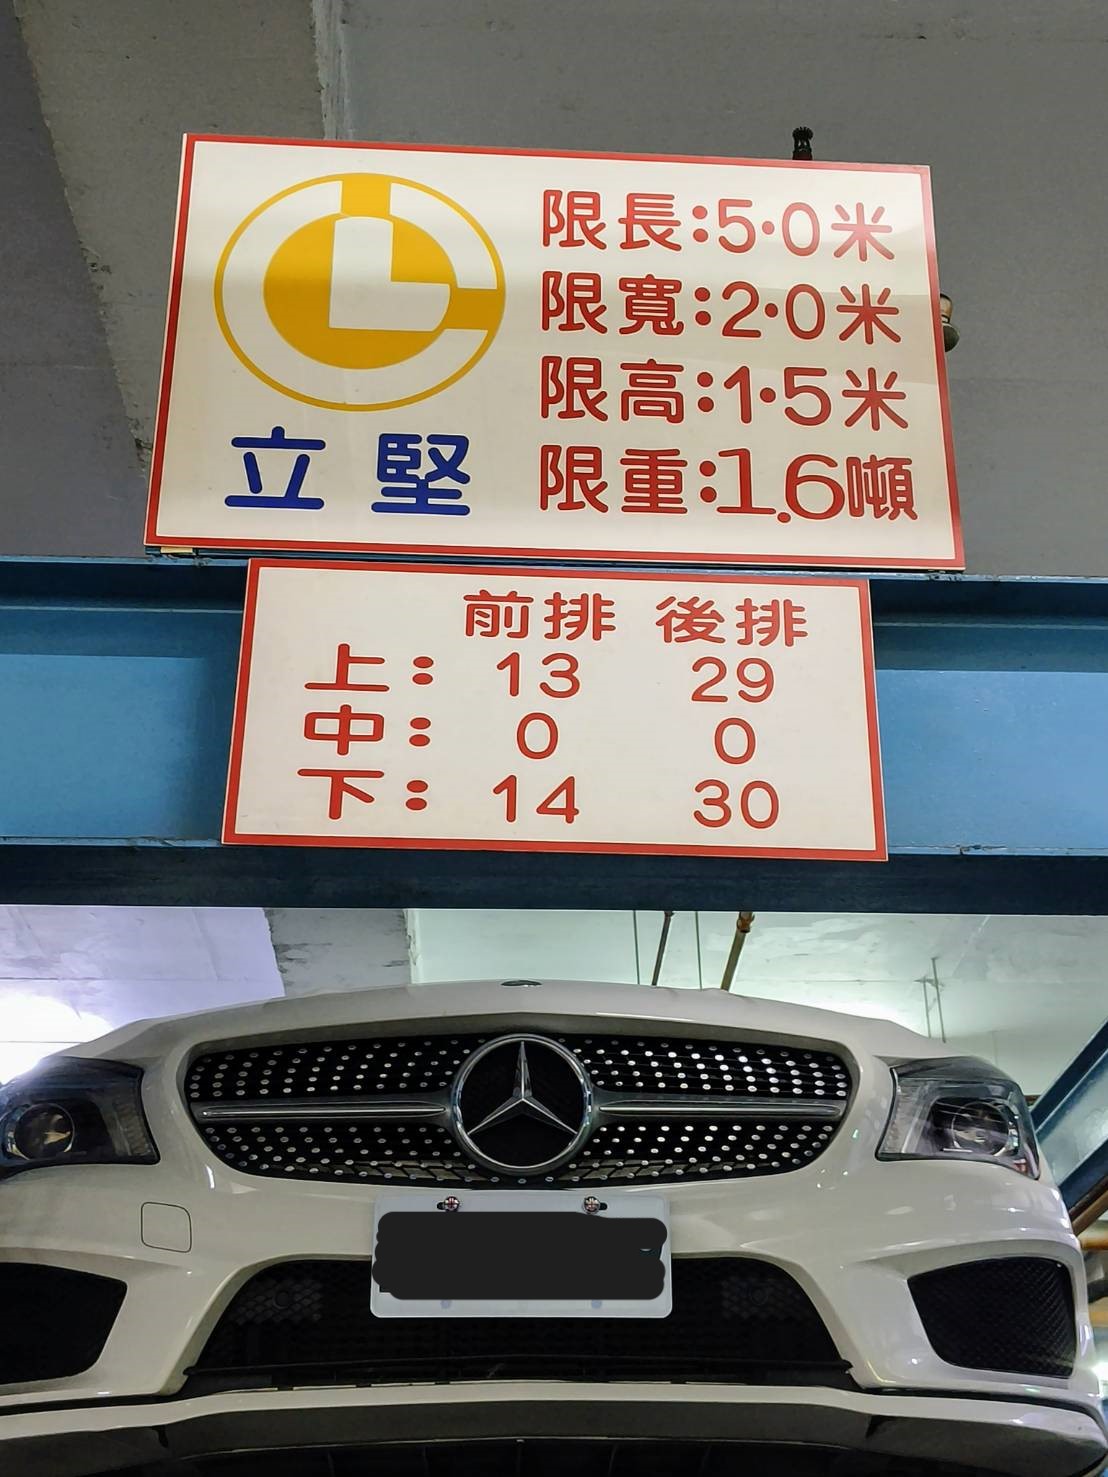 限長:5.0米
限寬:2.0米
限高:1.5米
限重:1.6噸
立堅
前排 後排
上: 13 29
中: 0 0
下: 14 30